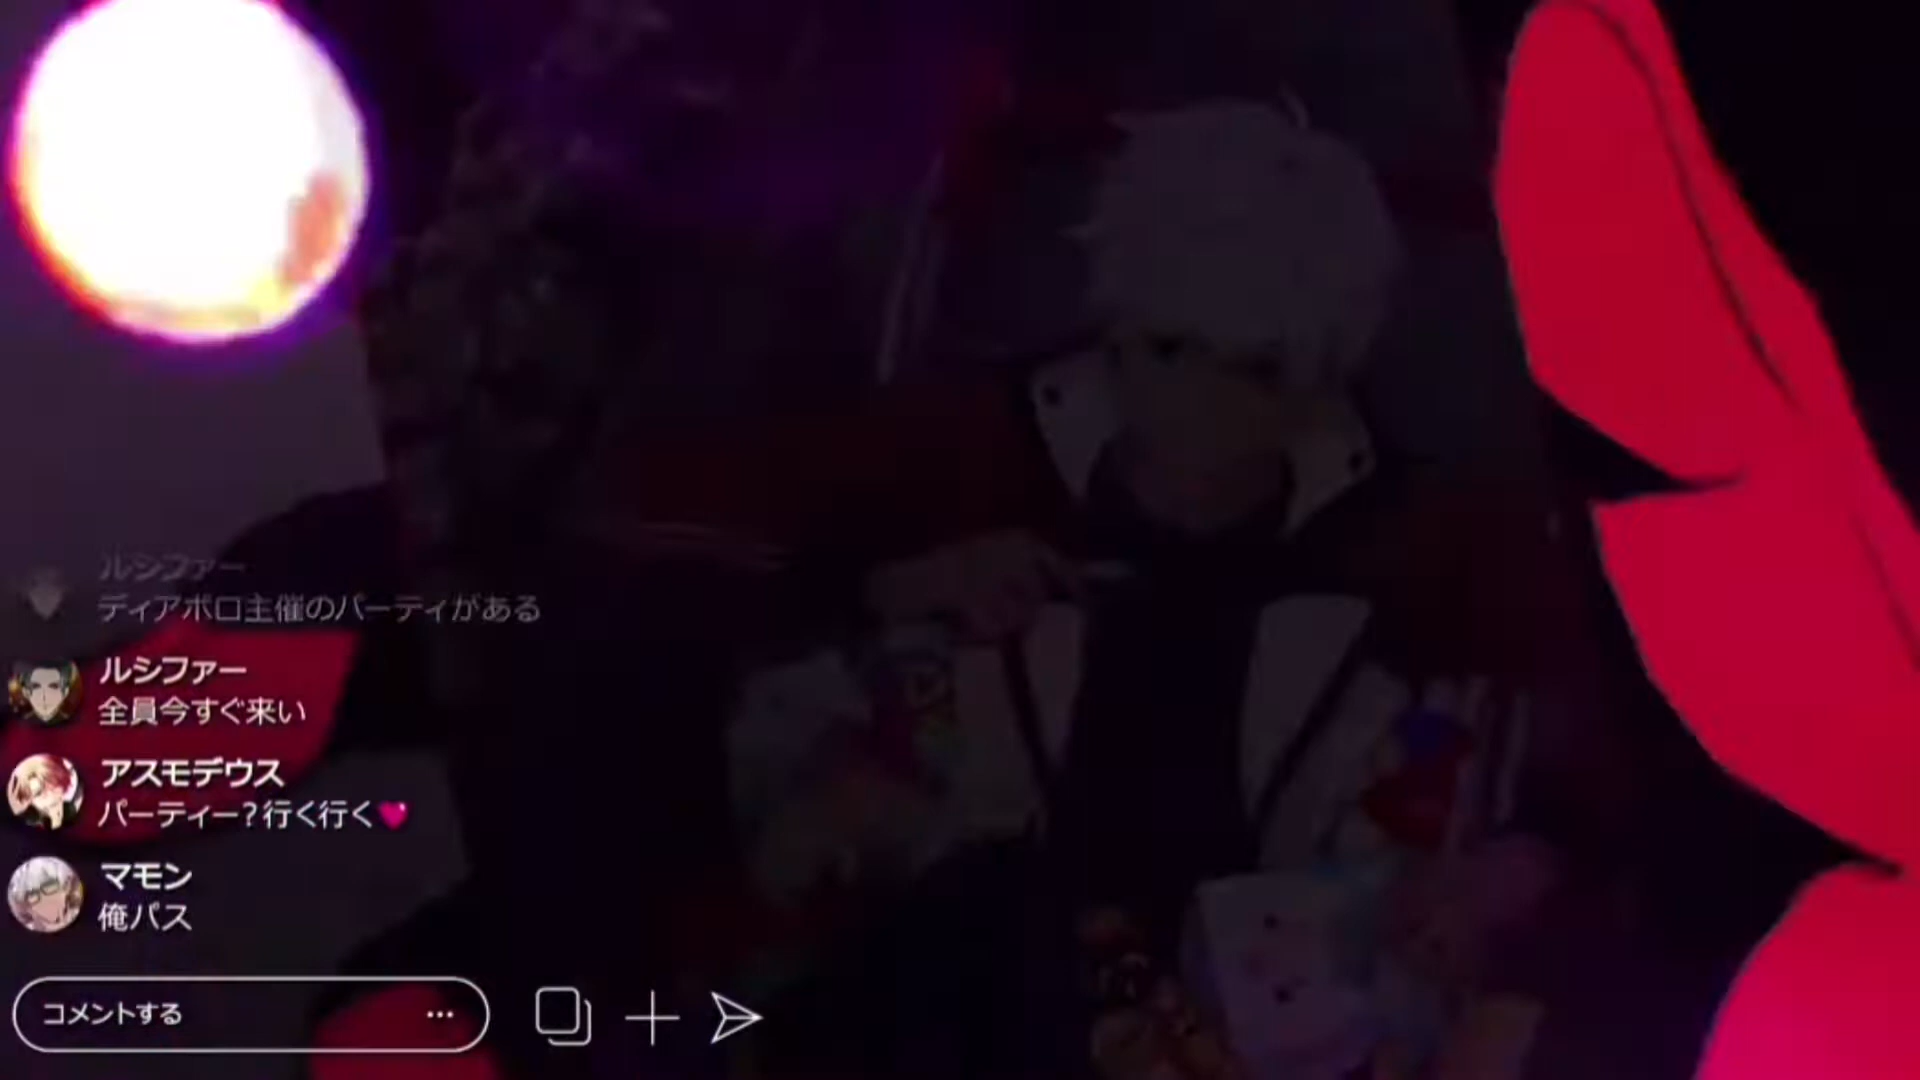 ルシファー
ディアボロ主催のパーティがある
ルシファー
全員今すぐ来い
アスモデウス
パーティー?行く行く💕
マモン
俺パス
コメントする